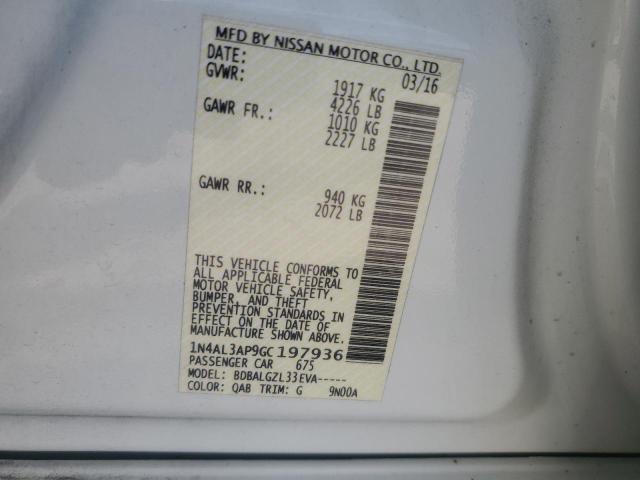 MFD BY NISSAN MOTOR CO., LTD.
DATE: 03/16
GVWR: 1917 KG
4226 LB
GAWR FR.: 1010 KG
2227 LB
GAWR RR.: 940 KG
2072 LB
THIS VEHICLE CONFORMS TO
ALL APPLICABLE FEDERAL
MOTOR VEHICLE SAFETY,
BUMPER, AND THEFT
PREVENTION STANDARDS IN
EFFECT ON THE DATE OF
MANUFACTURE SHOWN ABOVE.
1N4AL3AP9GC197936
PASSENGER CAR 675
MODEL: BDBALGZL33EVA-----
COLOR: QAB TRIM: G 9N00A